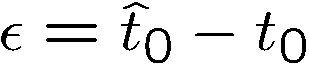 ϵ = t̂₀ − t₀